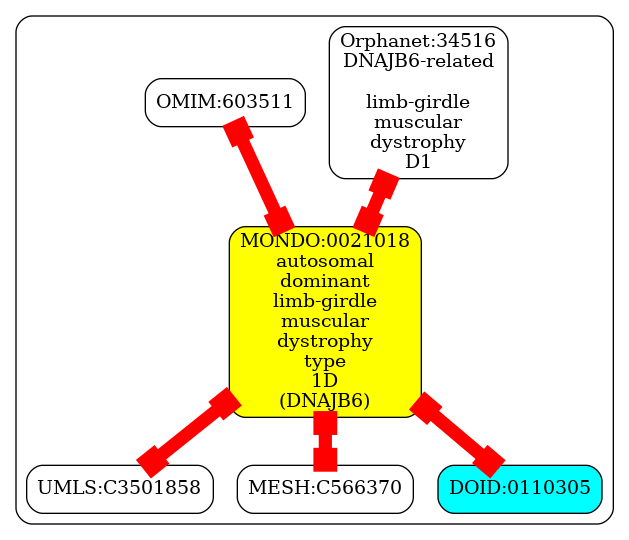 Orphanet:34516
DNAJB6-related
limb-girdle
muscular
dystrophy
D1
OMIM:603511
MONDO:0021018
autosomal
dominant
limb-girdle
muscular
dystrophy
type
1D
(DNAJB6)
UMLS:C3501858
MESH:C566370
DOID:0110305